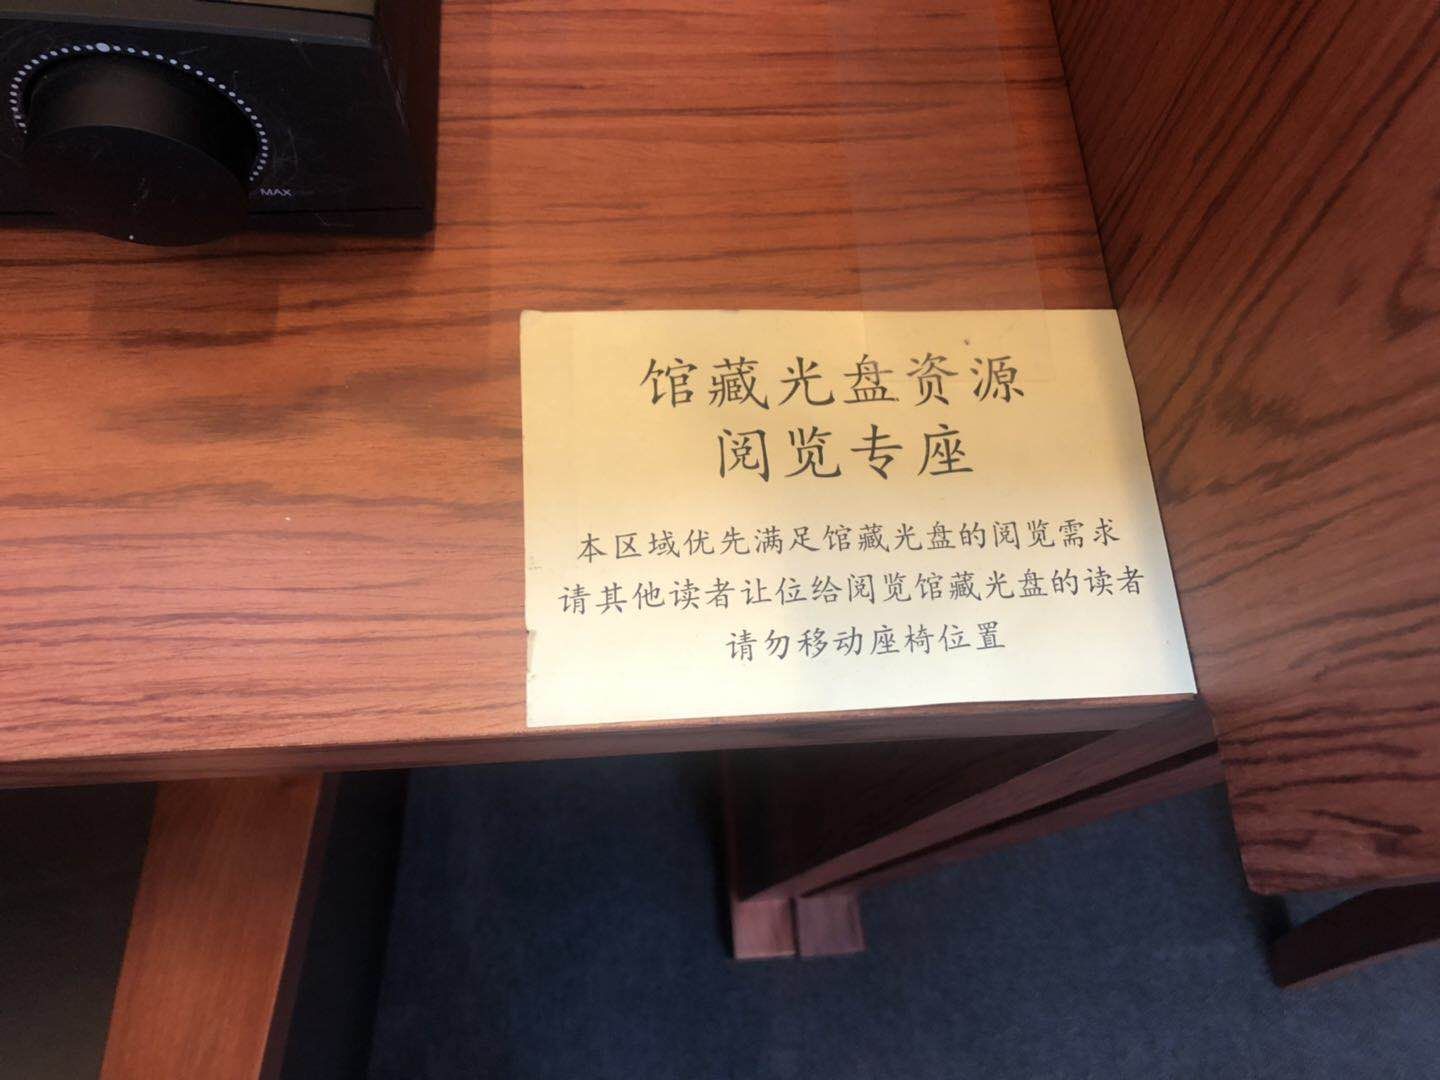 MAX
馆藏光盘资源
阅览专座
本区域优先满足馆藏光盘的阅览需求
请其他读者让位给阅览馆藏光盘的读者
请勿移动座椅位置